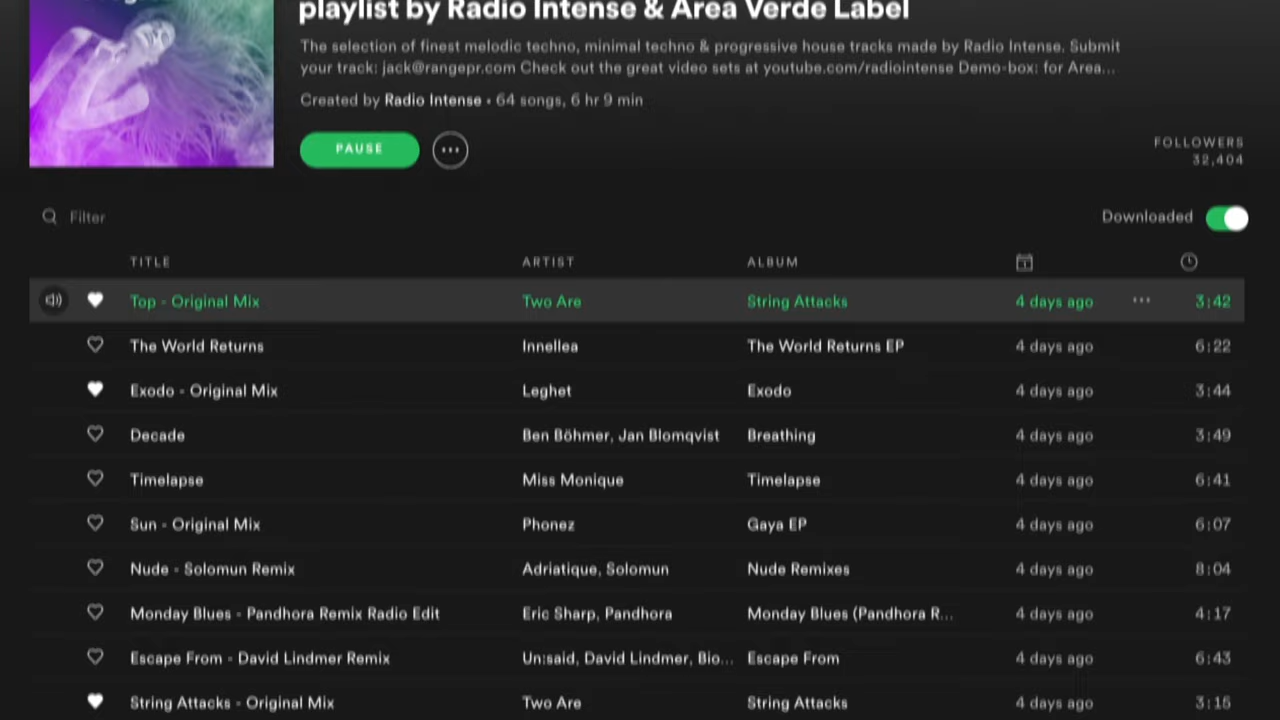 playlist by Radio Intense & Area Verde Label
The selection of finest melodic techno, minimal techno & progressive house tracks made by Radio Intense. Submit
your track: jack@rangepr.com Check out the great video sets at youtube.com/radiointense Demo-box: for Area...
Created by Radio Intense • 64 songs, 6 hr 9 min
PAUSE
FOLLOWERS
32,404
Filter
Downloaded
TITLE ARTIST ALBUM
Top - Original Mix Two Are String Attacks 4 days ago 3:42
The World Returns Innellea The World Returns EP 4 days ago 6:22
Exodo - Original Mix Leghet Exodo 4 days ago 3:44
Decade Ben Böhmer, Jan Blomqvist Breathing 4 days ago 3:49
Timelapse Miss Monique Timelapse 4 days ago 6:41
Sun - Original Mix Phonez Gaya EP 4 days ago 6:07
Nude - Solomun Remix Adriatique, Solomun Nude Remixes 4 days ago 8:04
Monday Blues - Pandhora Remix Radio Edit Eric Sharp, Pandhora Monday Blues (Pandhora R... 4 days ago 4:17
Escape From - David Lindmer Remix Un:said, David Lindmer, Bio... Escape From 4 days ago 6:43
String Attacks - Original Mix Two Are String Attacks 4 days ago 3:15